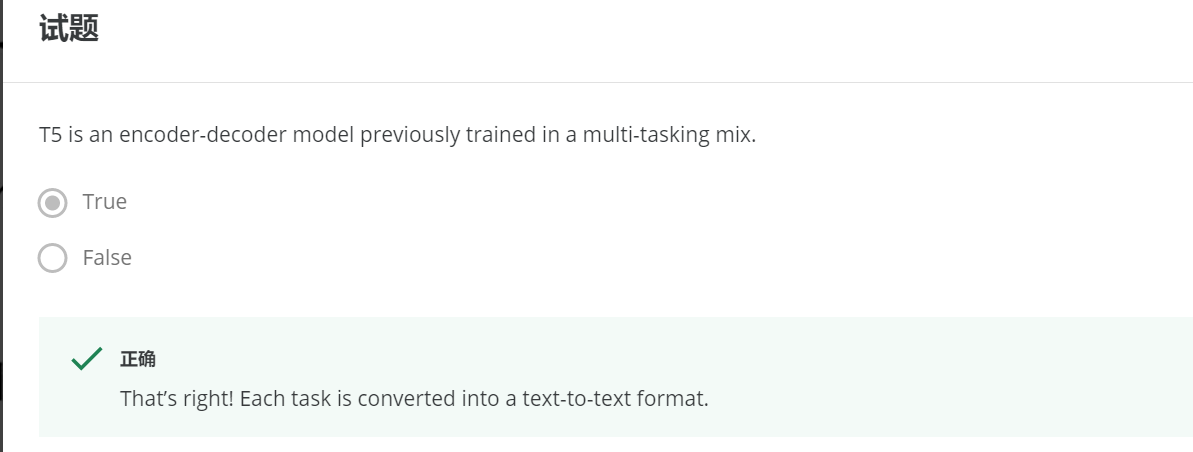 试题
T5 is an encoder-decoder model previously trained in a multi-tasking mix.
True
False
正确
That’s right! Each task is converted into a text-to-text format.